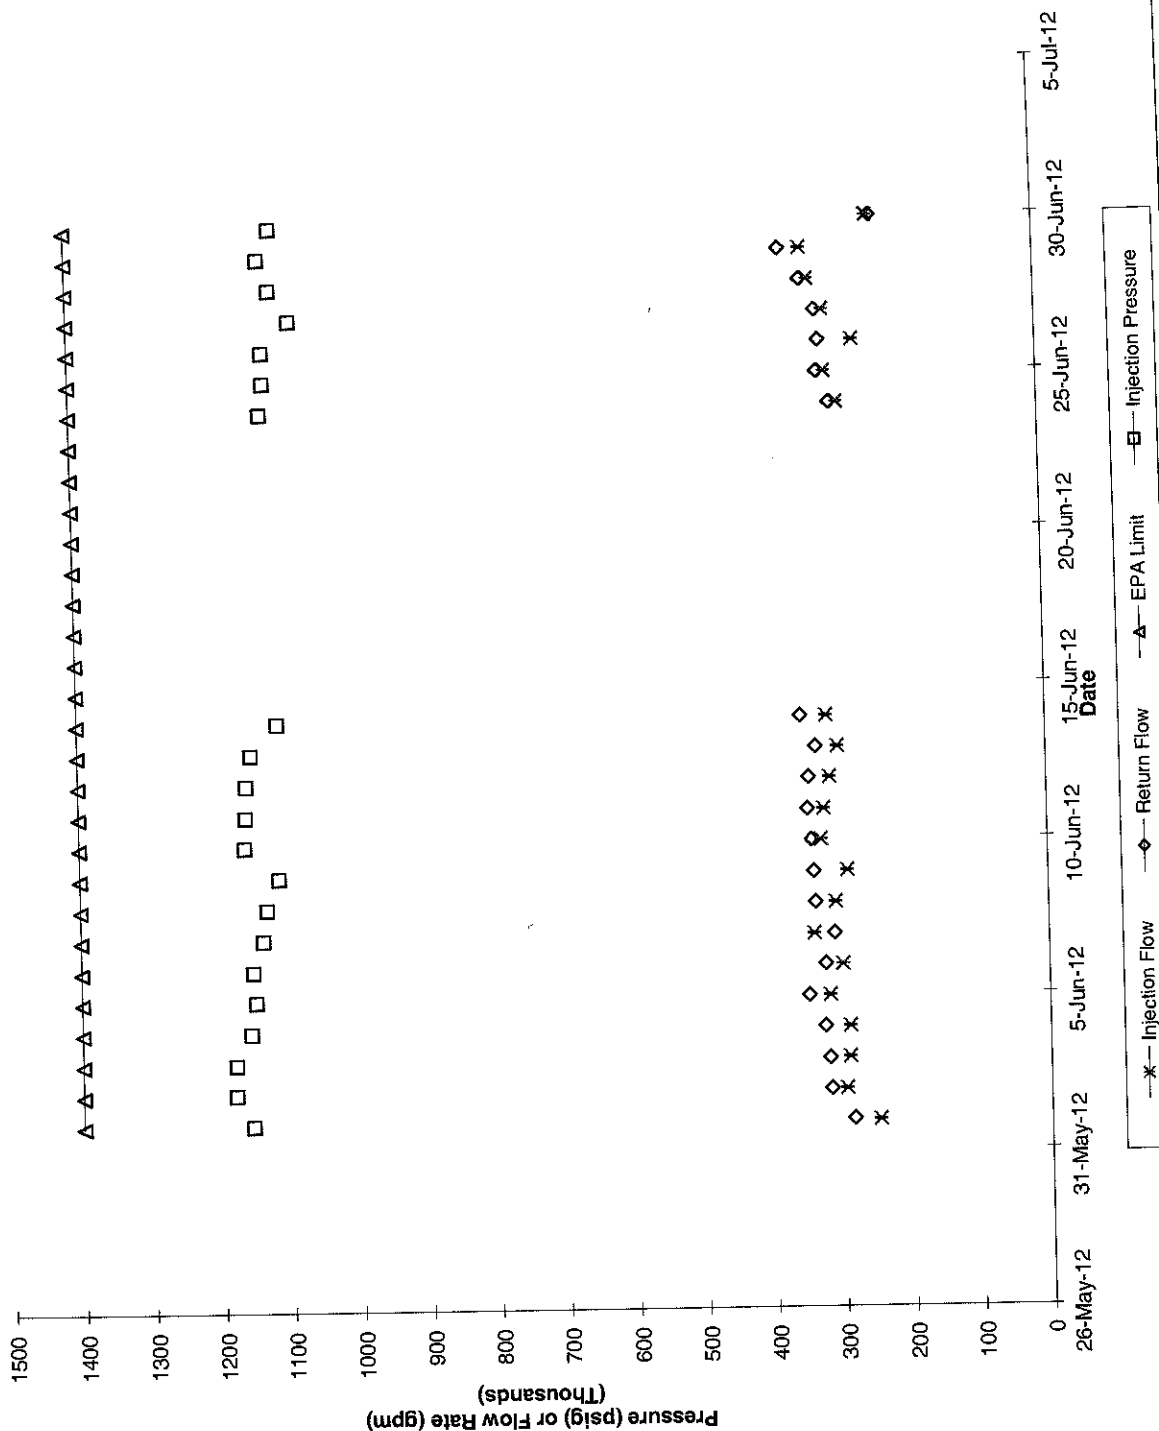 1500
1400
1300
1200
1100
1000
900
800
700
600
500
400
300
200
100
0
Pressure (psig) or Flow Rate (gpm)
(Thousands)
26-May-12
31-May-12
5-Jun-12
10-Jun-12
15-Jun-12
20-Jun-12
25-Jun-12
30-Jun-12
5-Jul-12
Date
Injection Flow
Return Flow
EPA Limit
Injection Pressure